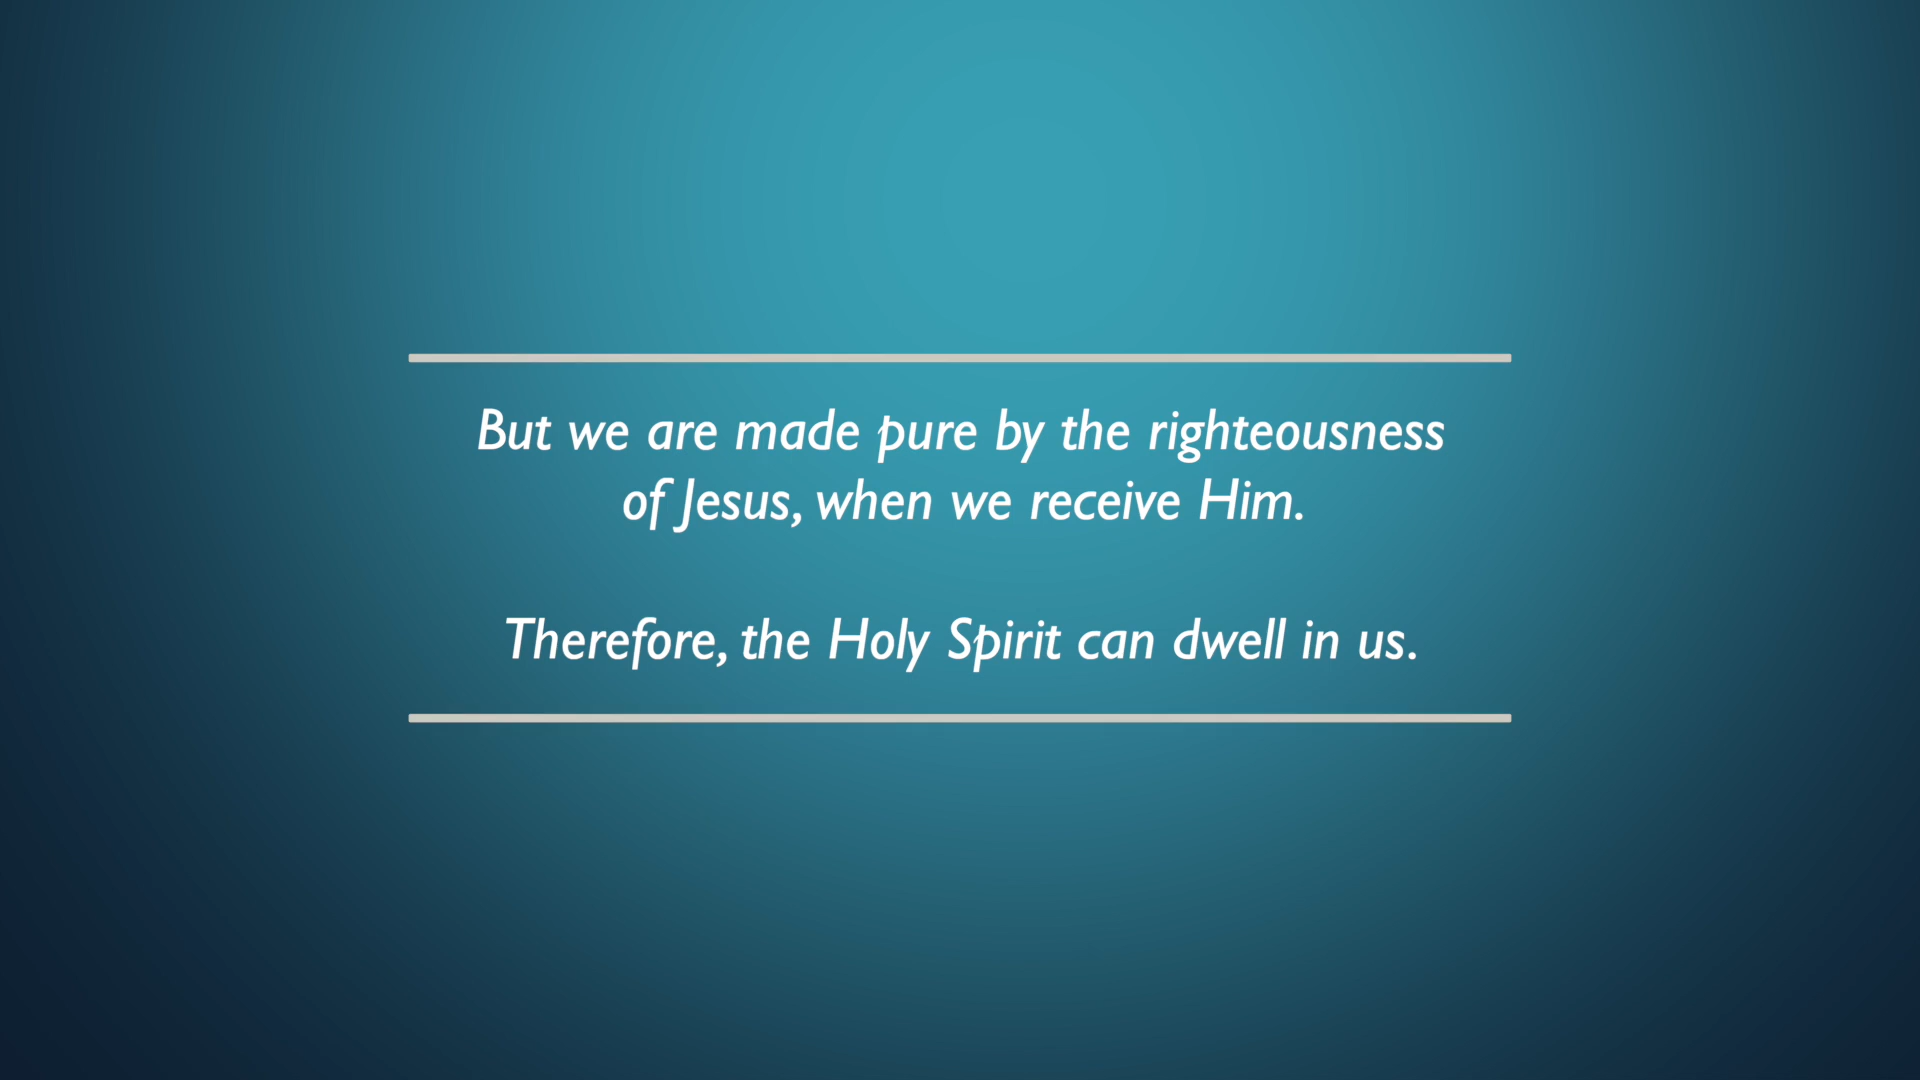 But we are made pure by the righteousness
of Jesus, when we receive Him.
Therefore, the Holy Spirit can dwell in us.